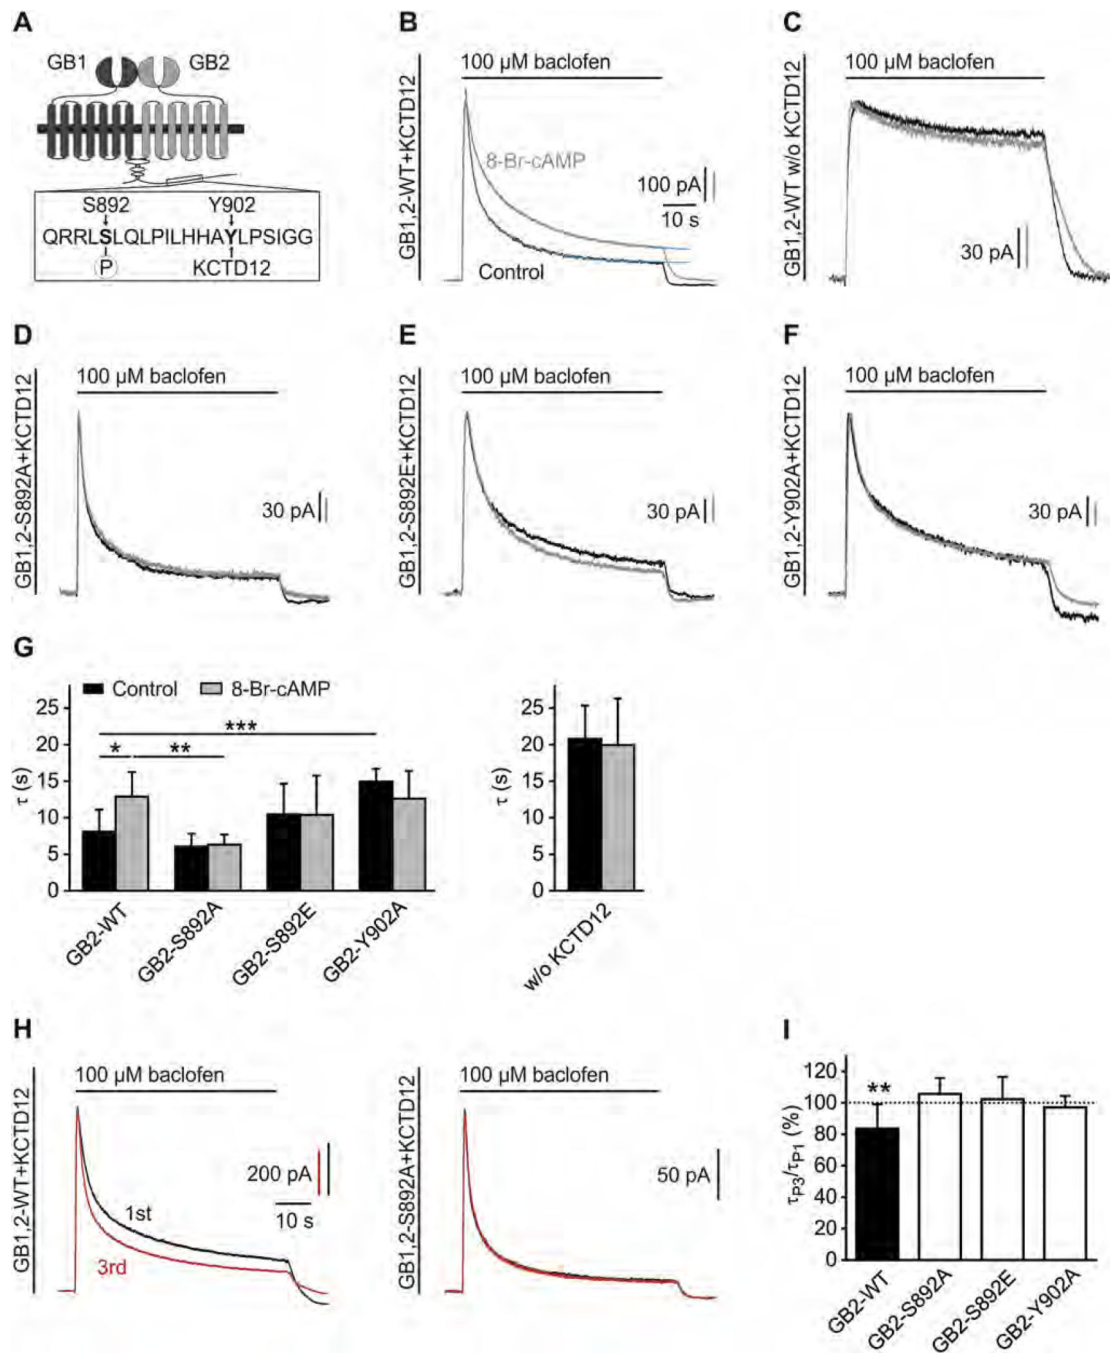 A
GB1 GB2
S892 Y902
QRRLSLQLPILHHAYLPSIGG
P KCTD12
B
GB1,2-WT+KCTD12
100 µM baclofen
8-Br-cAMP
100 pA
10 s
Control
C
GB1,2-WT w/o KCTD12
100 µM baclofen
30 pA
D
GB1,2-S892A+KCTD12
100 µM baclofen
30 pA
E
GB1,2-S892E+KCTD12
100 µM baclofen
30 pA
F
GB1,2-Y902A+KCTD12
100 µM baclofen
30 pA
G
Control 8-Br-cAMP
τ (s)
25
20
15
10
5
0
*
**
***
GB2-WT
GB2-S892A
GB2-S892E
GB2-Y902A
τ (s)
25
20
15
10
5
0
w/o KCTD12
H
GB1,2-WT+KCTD12
100 µM baclofen
1st
3rd
200 pA
10 s
GB1,2-S892A+KCTD12
100 µM baclofen
50 pA
I
τP3/τP1 (%)
120
100
80
60
40
20
0
**
GB2-WT
GB2-S892A
GB2-S892E
GB2-Y902A